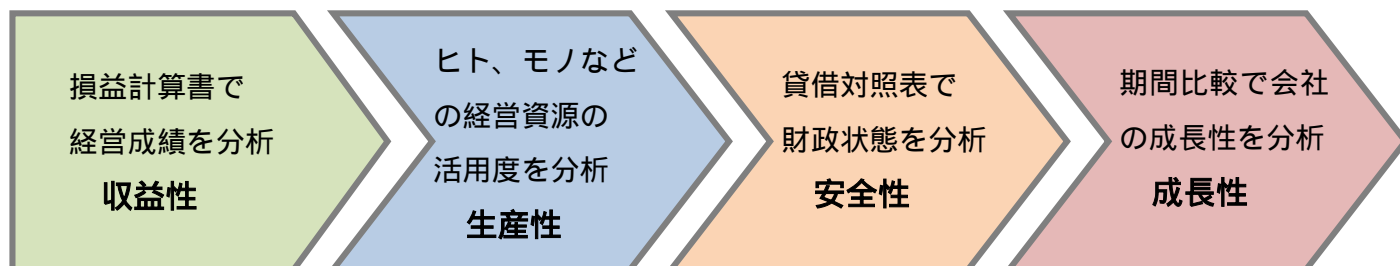 損益計算書で
経営成績を分析
収益性
ヒト、モノなど
の経営資源の
活用度を分析
生産性
貸借対照表で
財政状態を分析
安全性
期間比較で会社
の成長性を分析
成長性